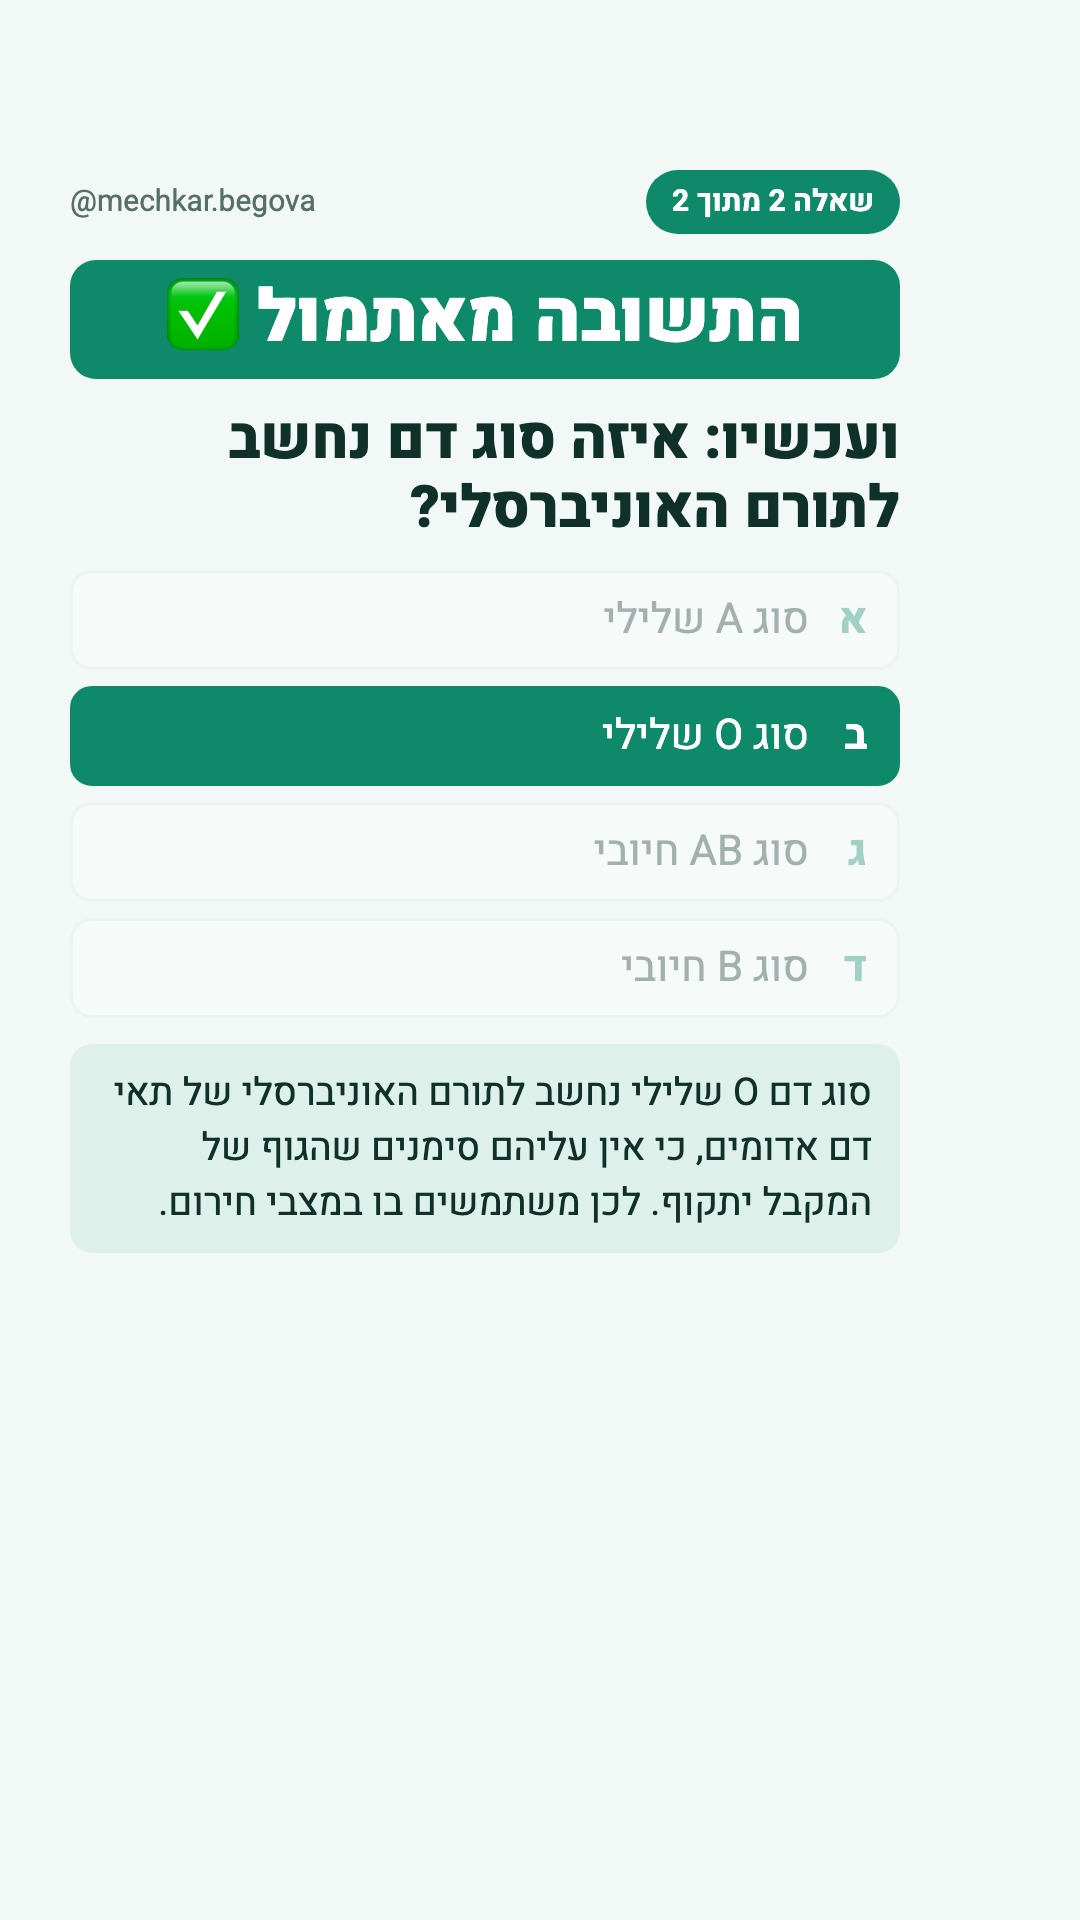 שאלה 2 מתוך 2
@mechkar.begova
התשובה מאתמול ✅
ועכשיו: איזה סוג דם נחשב
לתורם האוניברסלי?
א סוג A שלילי
ב סוג O שלילי
ג סוג AB חיובי
ד סוג B חיובי
סוג דם O שלילי נחשב לתורם האוניברסלי של תאי
דם אדומים, כי אין עליהם סימנים שהגוף של
המקבל יתקוף. לכן משתמשים בו במצבי חירום.